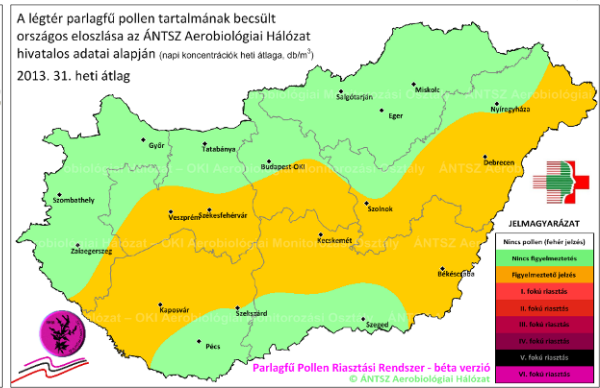 A légtér parlagfű pollen tartalmának becsült
országos eloszlása az ÁNTSZ Aerobiológiai Hálózat
hivatalos adatai alapján (napi koncentrációk heti átlaga, db/m³)
2013. 31. heti átlag
Salgótarján
Miskolc
Nyíregyháza
Eger
Győr
Tatabánya
Budapest-OKI
Debrecen
Szombathely
Veszprém
Székesfehérvár
Szolnok
Zalaegerszeg
Kecskemét
Békéscsaba
Kaposvár
Szekszárd
Szeged
Pécs
JELMAGYARÁZAT
Nincs pollen (fehér jelzés)
Nincs figyelmeztetés
Figyelmeztető jelzés
I. fokú riasztás
II. fokú riasztás
III. fokú riasztás
IV. fokú riasztás
V. fokú riasztás
VI. fokú riasztás
Parlagfű Pollen Riasztási Rendszer - béta verzió
© ÁNTSZ Aerobiológiai Hálózat